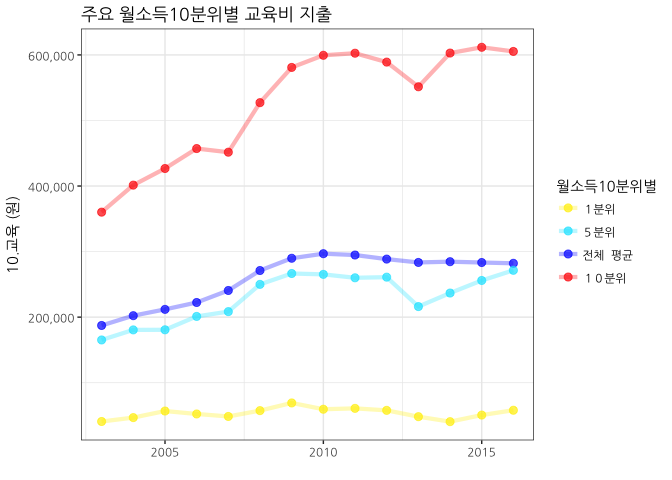 주요 월소득10분위별 교육비 지출
10.교육 (원)
600,000
400,000
200,000
2005
2010
2015
월소득10분위별
1분위
5분위
전체 평균
1 0분위